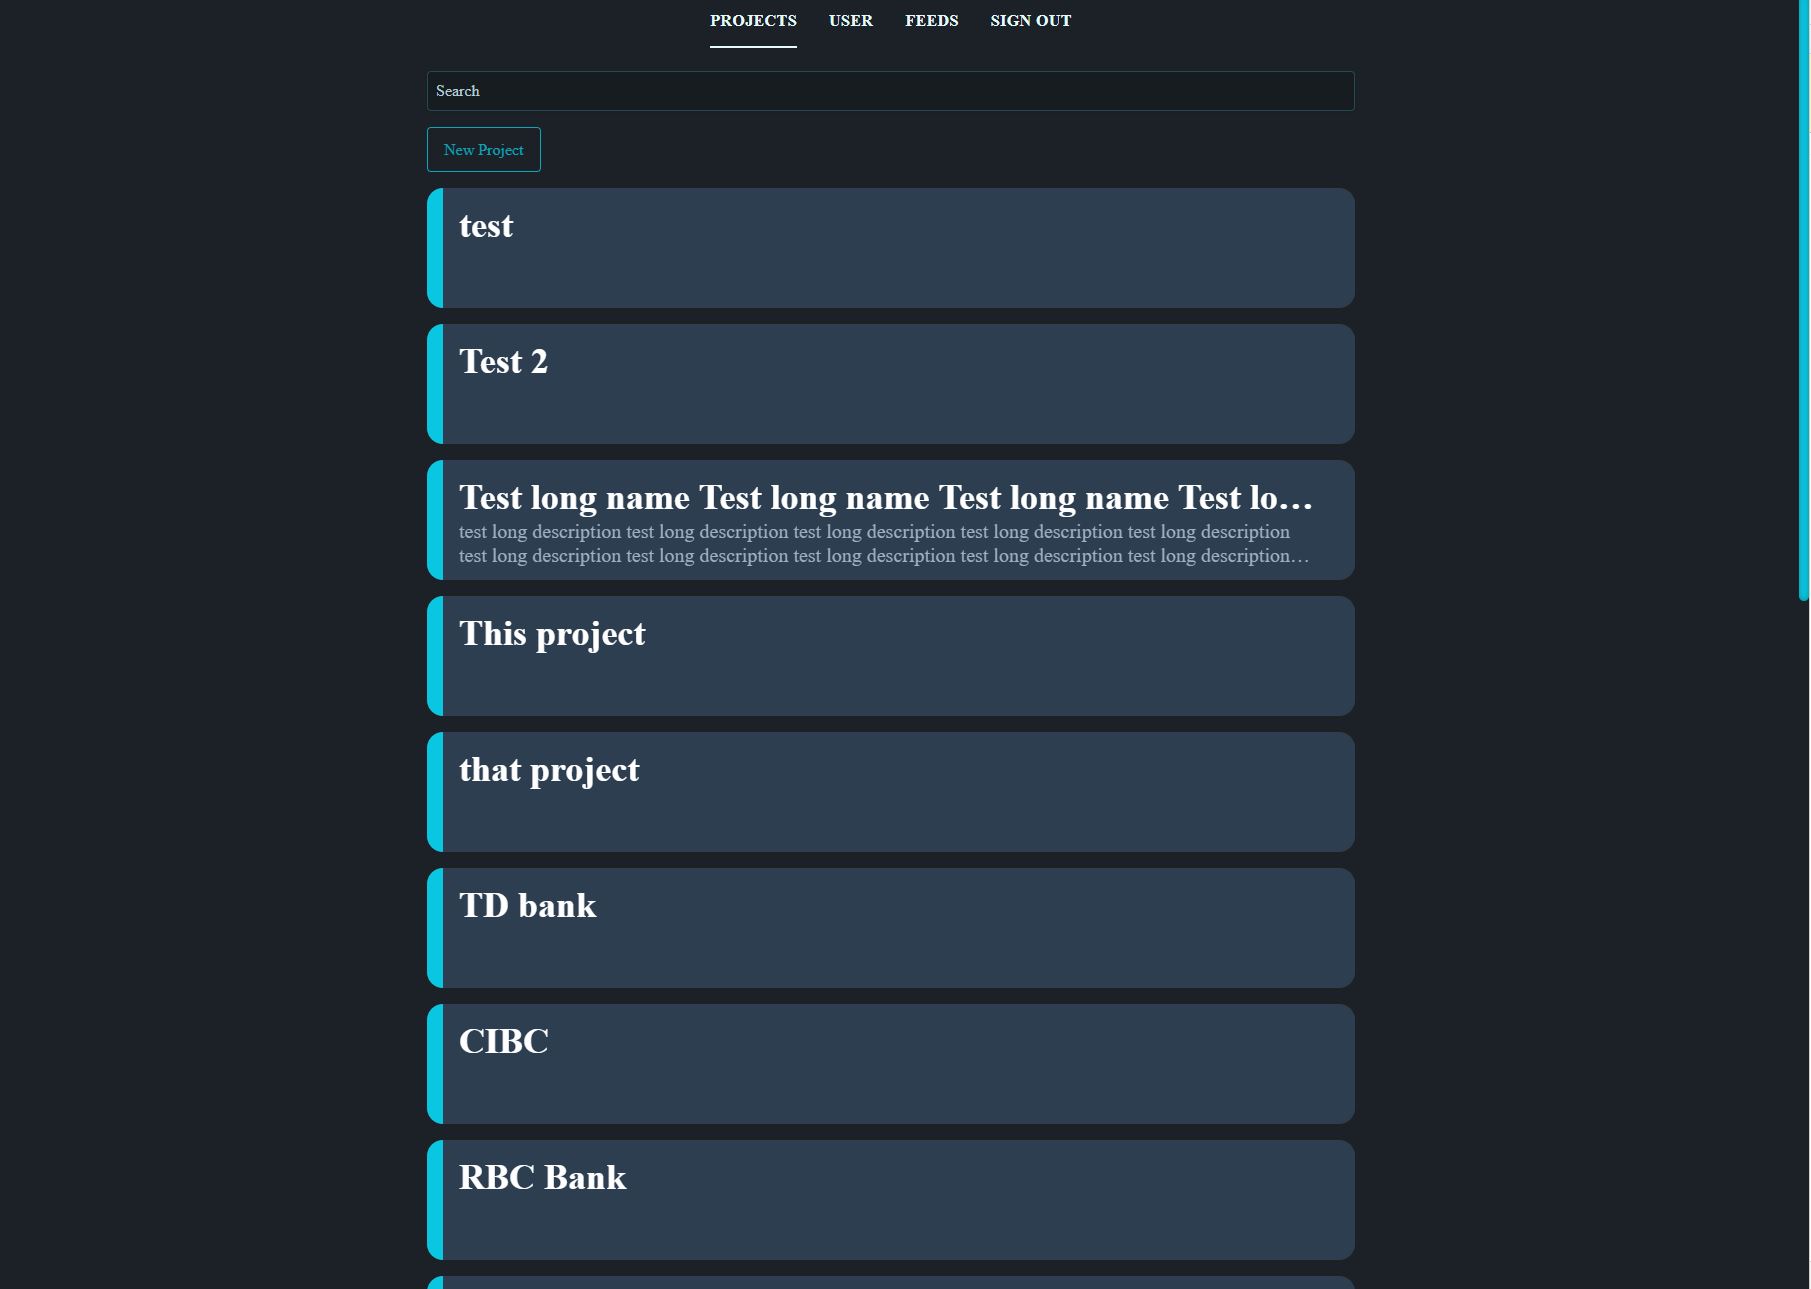 PROJECTS USER FEEDS SIGN OUT
Search
New Project
test
Test 2
Test long name Test long name Test long name Test lo...
test long description test long description test long description test long description test long description
test long description test long description test long description test long description test long description...
This project
that project
TD bank
CIBC
RBC Bank